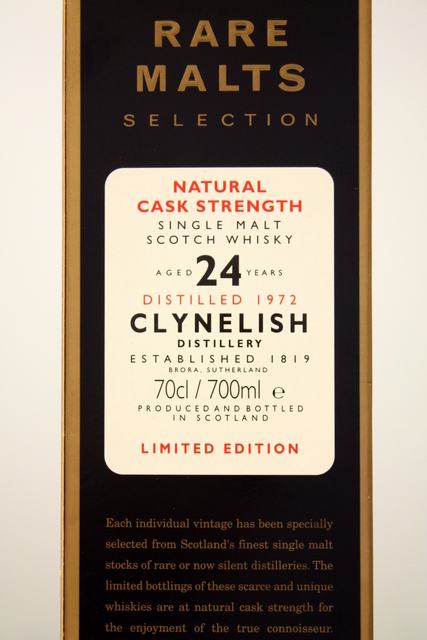 RARE
MALTS
SELECTION
NATURAL
CASK STRENGTH
SINGLE MALT
SCOTCH WHISKY
AGED 24 YEARS
DISTILLED 1972
CLYNELISH
DISTILLERY
ESTABLISHED 1819
BRORA, SUTHERLAND
70cl / 700ml ℮
PRODUCED AND BOTTLED
IN SCOTLAND
LIMITED EDITION
Each individual vintage has been specially
selected from Scotland's finest single malt
stocks of rare or now silent distilleries. The
limited bottlings of these scarce and unique
whiskies are at natural cask strength for
the enjoyment of the true connoisseur.